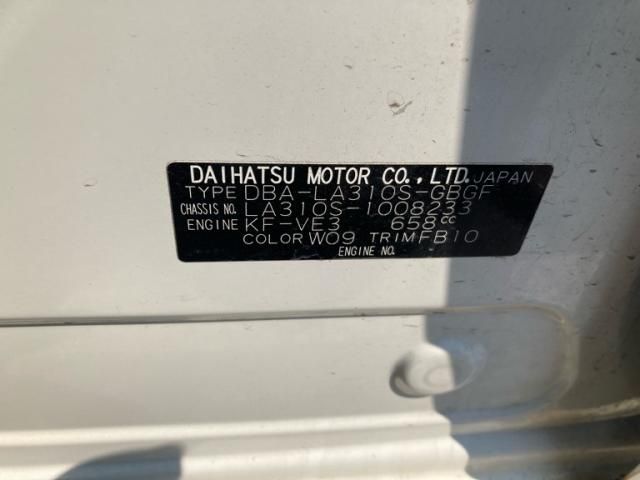 DAIHATSU MOTOR CO., LTD. JAPAN
TYPE DBA-LA310S-GBGF
CHASSIS NO. LA310S-1008233
ENGINE KF-VE3 658cc
COLOR W09 TRIM FB10
ENGINE NO.